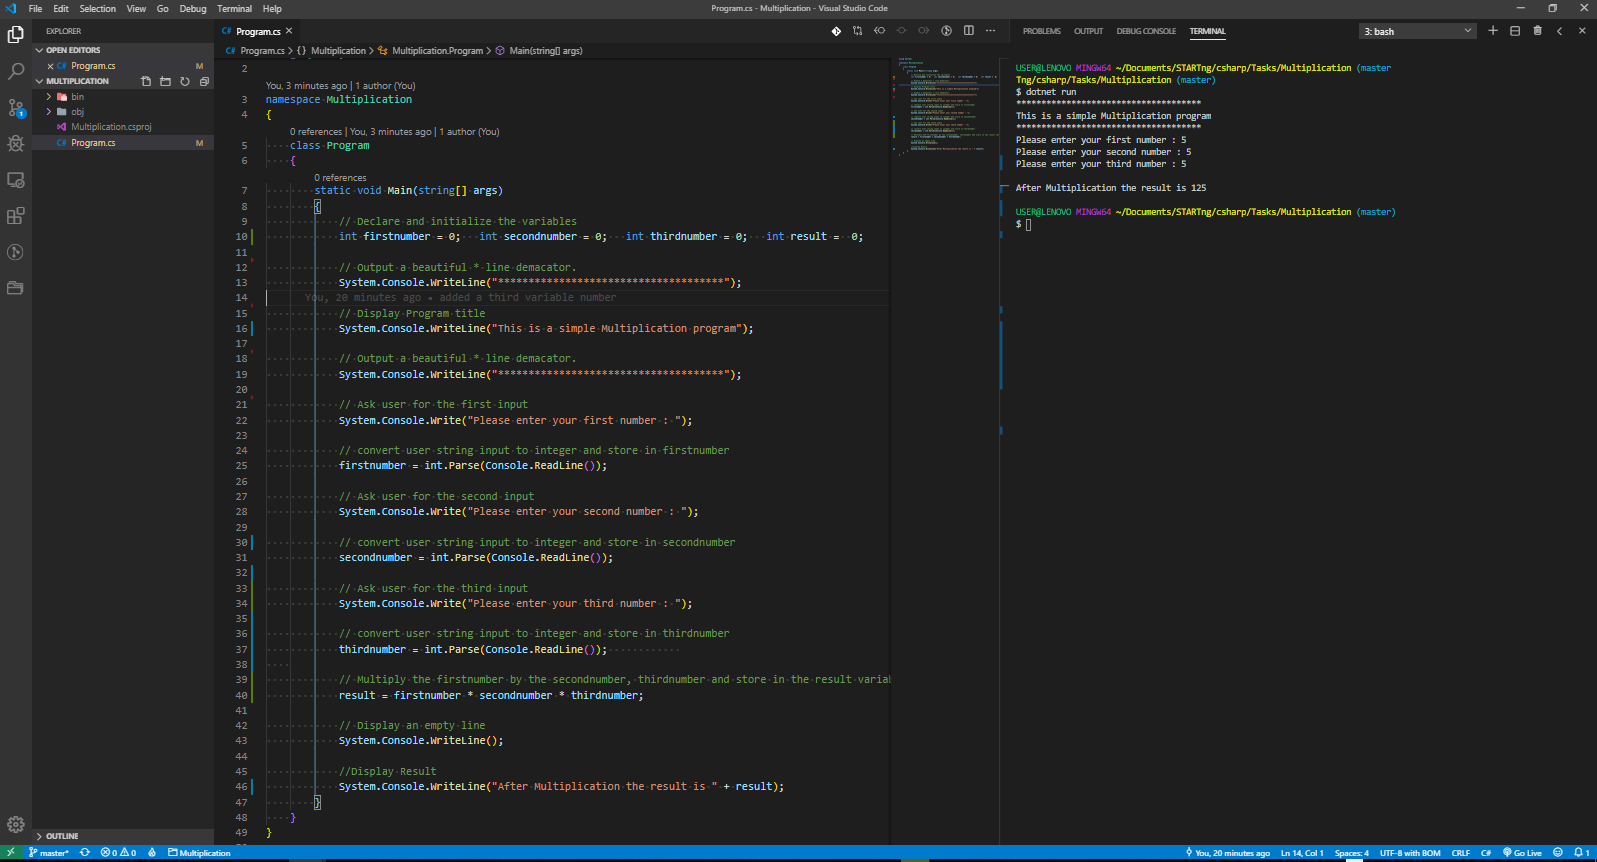 File Edit Selection View Go Debug Terminal Help
Program.cs - Multiplication - Visual Studio Code
EXPLORER
OPEN EDITORS
C# Program.cs M
MULTIPLICATION
bin
obj
Multiplication.csproj
C# Program.cs M
OUTLINE
C# Program.cs
C# Program.cs > {} Multiplication > Multiplication.Program > Main(string[] args)
2
You, 3 minutes ago | 1 author (You)
3 namespace Multiplication
4 {
0 references | You, 3 minutes ago | 1 author (You)
5 class Program
6 {
0 references
7 static void Main(string[] args)
8 {
9 // Declare and initialize the variables
10 int firstnumber = 0; int secondnumber = 0; int thirdnumber = 0; int result = 0;
11
12 // Output a beautiful * line demacator.
13 System.Console.WriteLine("*************************************");
14 You, 20 minutes ago • added a third variable number
15 // Display Program title
16 System.Console.WriteLine("This is a simple Multiplication program");
17
18 // Output a beautiful * line demacator.
19 System.Console.WriteLine("*************************************");
20
21 // Ask user for the first input
22 System.Console.Write("Please enter your first number : ");
23
24 // convert user string input to integer and store in firstnumber
25 firstnumber = int.Parse(Console.ReadLine());
26
27 // Ask user for the second input
28 System.Console.Write("Please enter your second number : ");
29
30 // convert user string input to integer and store in secondnumber
31 secondnumber = int.Parse(Console.ReadLine());
32
33 // Ask user for the third input
34 System.Console.Write("Please enter your third number : ");
35
36 // convert user string input to integer and store in thirdnumber
37 thirdnumber = int.Parse(Console.ReadLine());
38
39 // Multiply the firstnumber by the secondnumber, thirdnumber and store in the result varia
40 result = firstnumber * secondnumber * thirdnumber;
41
42 // Display an empty line
43 System.Console.WriteLine();
44
45 //Display Result
46 System.Console.WriteLine("After Multiplication the result is " + result);
47 }
48 }
49 }
PROBLEMS OUTPUT DEBUG CONSOLE TERMINAL
3: bash
USER@LENOVO MINGW64 ~/Documents/STARTng/csharp/Tasks/Multiplication (master
Tng/csharp/Tasks/Multiplication (master)
$ dotnet run
*************************************
This is a simple Multiplication program
*************************************
Please enter your first number : 5
Please enter your second number : 5
Please enter your third number : 5
After Multiplication the result is 125
USER@LENOVO MINGW64 ~/Documents/STARTng/csharp/Tasks/Multiplication (master)
$
master* 0 0 Multiplication
You, 20 minutes ago Ln 14, Col 1 Spaces: 4 UTF-8 with BOM CRLF C# Go Live 1